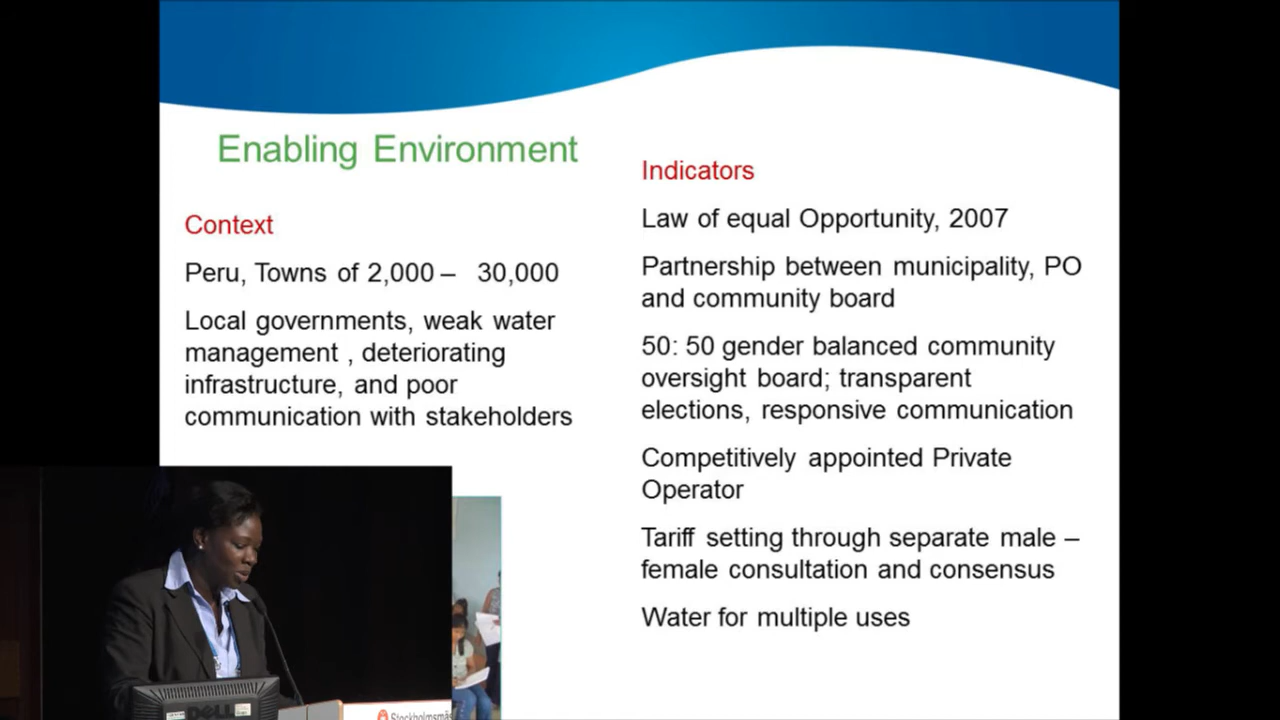 Enabling Environment
Context
Peru, Towns of 2,000 – 30,000
Local governments, weak water
management , deteriorating
infrastructure, and poor
communication with stakeholders
Indicators
Law of equal Opportunity, 2007
Partnership between municipality, PO
and community board
50: 50 gender balanced community
oversight board; transparent
elections, responsive communication
Competitively appointed Private
Operator
Tariff setting through separate male –
female consultation and consensus
Water for multiple uses
DELL